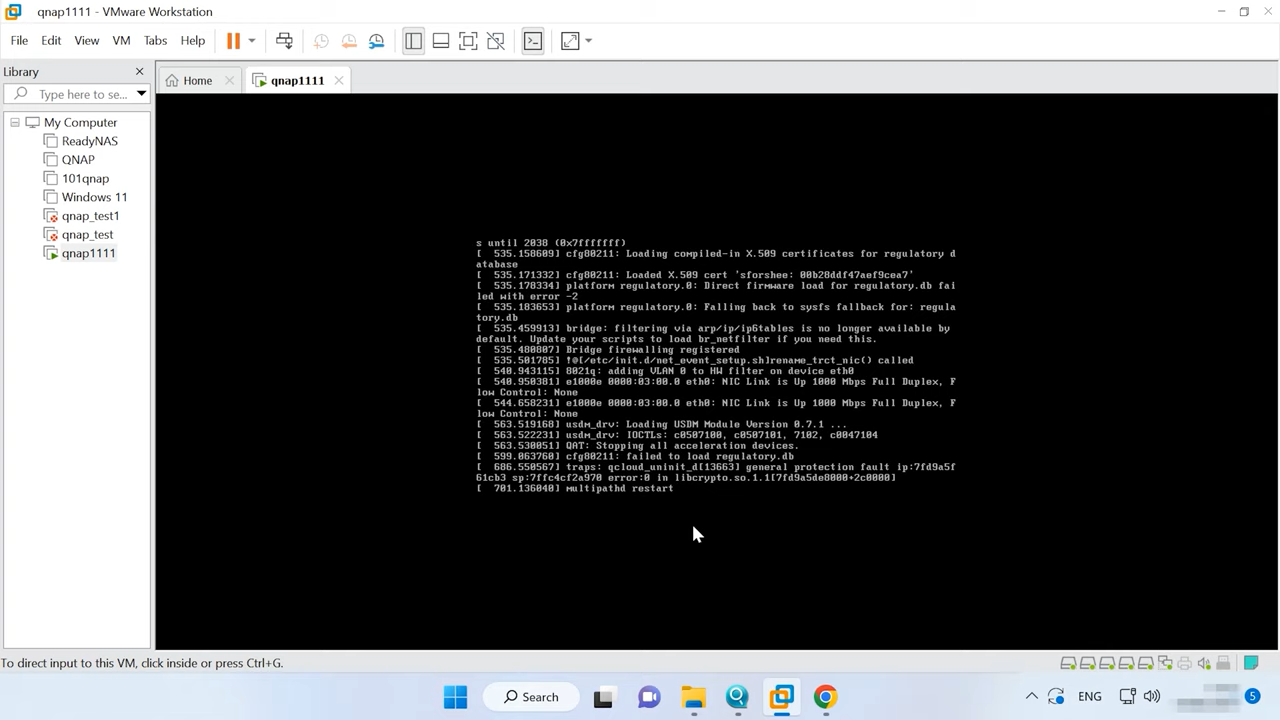 qnap1111 - VMware Workstation
File Edit View VM Tabs Help
Library
Type here to se...
My Computer
ReadyNAS
QNAP
101qnap
Windows 11
qnap_test1
qnap_test
qnap1111
Home
qnap1111
s until 2038 (0x7fffffff)
[  535.158609] cfg80211: Loading compiled-in X.509 certificates for regulatory d
atabase
[  535.171332] cfg80211: Loaded X.509 cert 'sforshee: 00b28ddf47aef9cea7'
[  535.178334] platform regulatory.0: Direct firmware load for regulatory.db fai
led with error -2
[  535.183653] platform regulatory.0: Falling back to sysfs fallback for: regula
tory.db
[  535.459913] bridge: filtering via arp/ip/ip6tables is no longer available by
default. Update your scripts to load br_netfilter if you need this.
[  535.480807] Bridge firewalling registered
[  535.501785] !@[/etc/init.d/net_event_setup.sh]rename_trct_nic() called
[  540.943115] 8021q: adding VLAN 0 to HW filter on device eth0
[  540.950381] e1000e 0000:03:00.0 eth0: NIC Link is Up 1000 Mbps Full Duplex, F
low Control: None
[  544.658231] e1000e 0000:03:00.0 eth0: NIC Link is Up 1000 Mbps Full Duplex, F
low Control: None
[  563.519168] usdm_drv: Loading USDM Module Version 0.7.1 ...
[  563.522231] usdm_drv: IOCTLs: c0507100, c0507101, 7102, c0047104
[  563.530051] QAT: Stopping all acceleration devices.
[  599.063760] cfg80211: failed to load regulatory.db
[  686.550567] traps: qcloud_uninit_d[13663] general protection fault ip:7fd9a5f
61cb3 sp:7ffc4cf2a970 error:0 in libcrypto.so.1.1[7fd9a5de8000+2c0000]
[  701.136040] multipathd restart
To direct input to this VM, click inside or press Ctrl+G.
Search
ENG
5